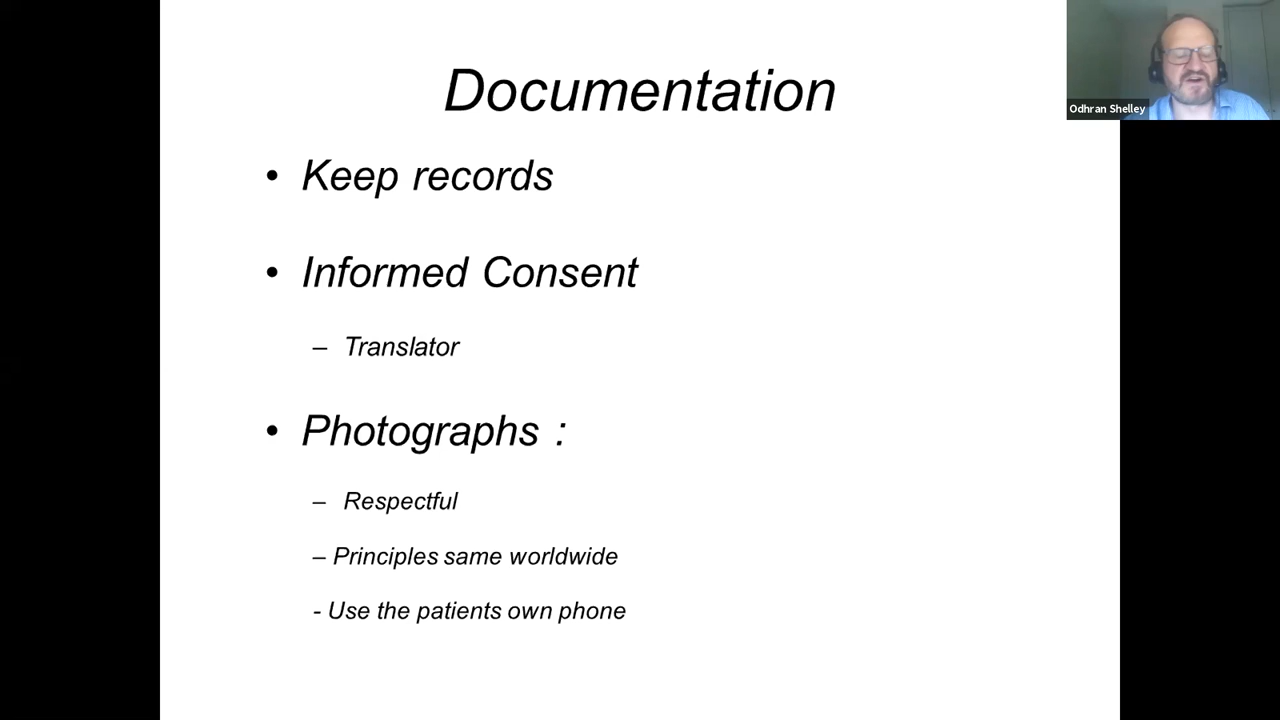 Documentation
• Keep records
• Informed Consent
– Translator
• Photographs :
– Respectful
– Principles same worldwide
- Use the patients own phone
Odhran Shelley